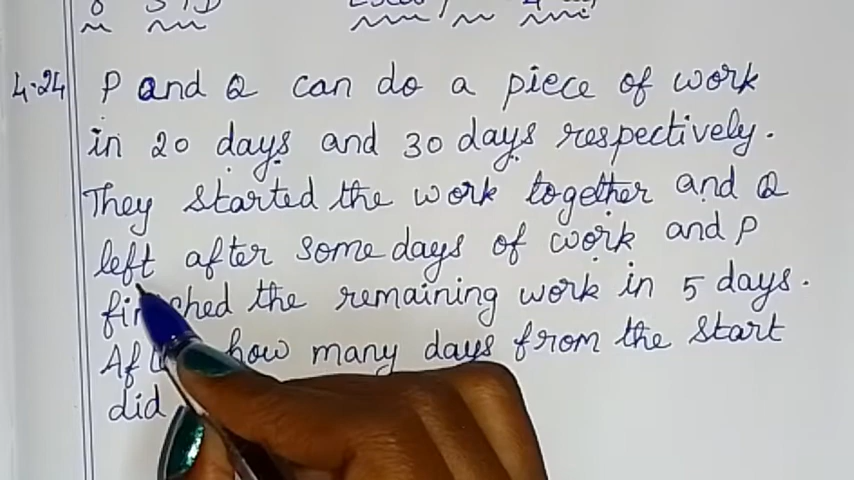 8 STD
4.24 P and Q can do a piece of work
in 20 days and 30 days respectively.
They started the work together and Q
left after some days of work and P
the remaining work in 5 days.
how many days from the start
did